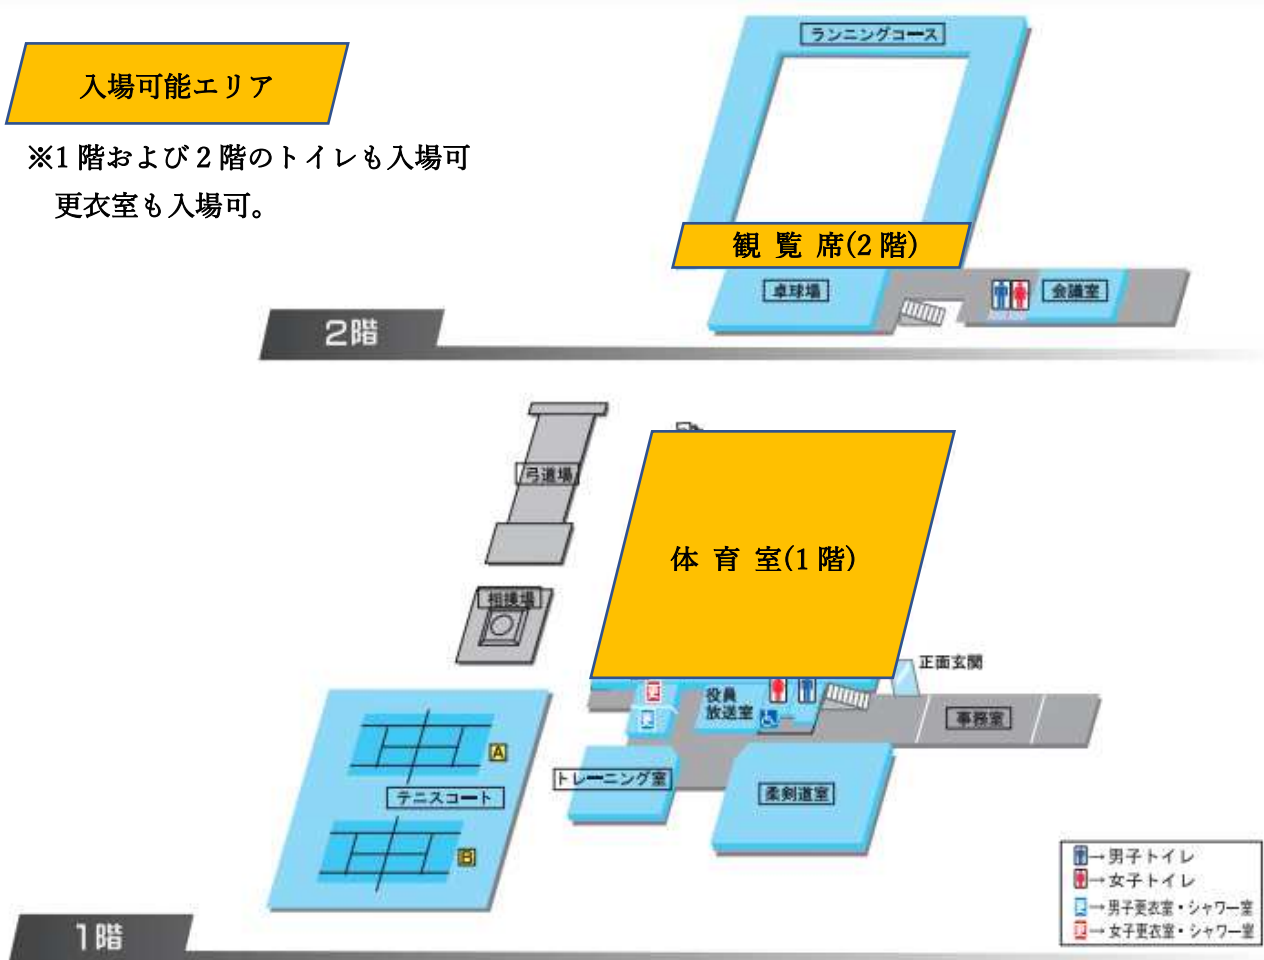 ランニングコース
入場可能エリア
※1階および2階のトイレも入場可
更衣室も入場可。
観 覧 席(2階)
卓球場
会議室
2階
弓道場
体 育 室(1階)
相撲場
正面玄関
更
役員
放送室
事務室
A
トレーニング室
テニスコート
柔剣道室
B
→男子トイレ
→女子トイレ
→男子更衣室・シャワー室
→女子更衣室・シャワー室
1階